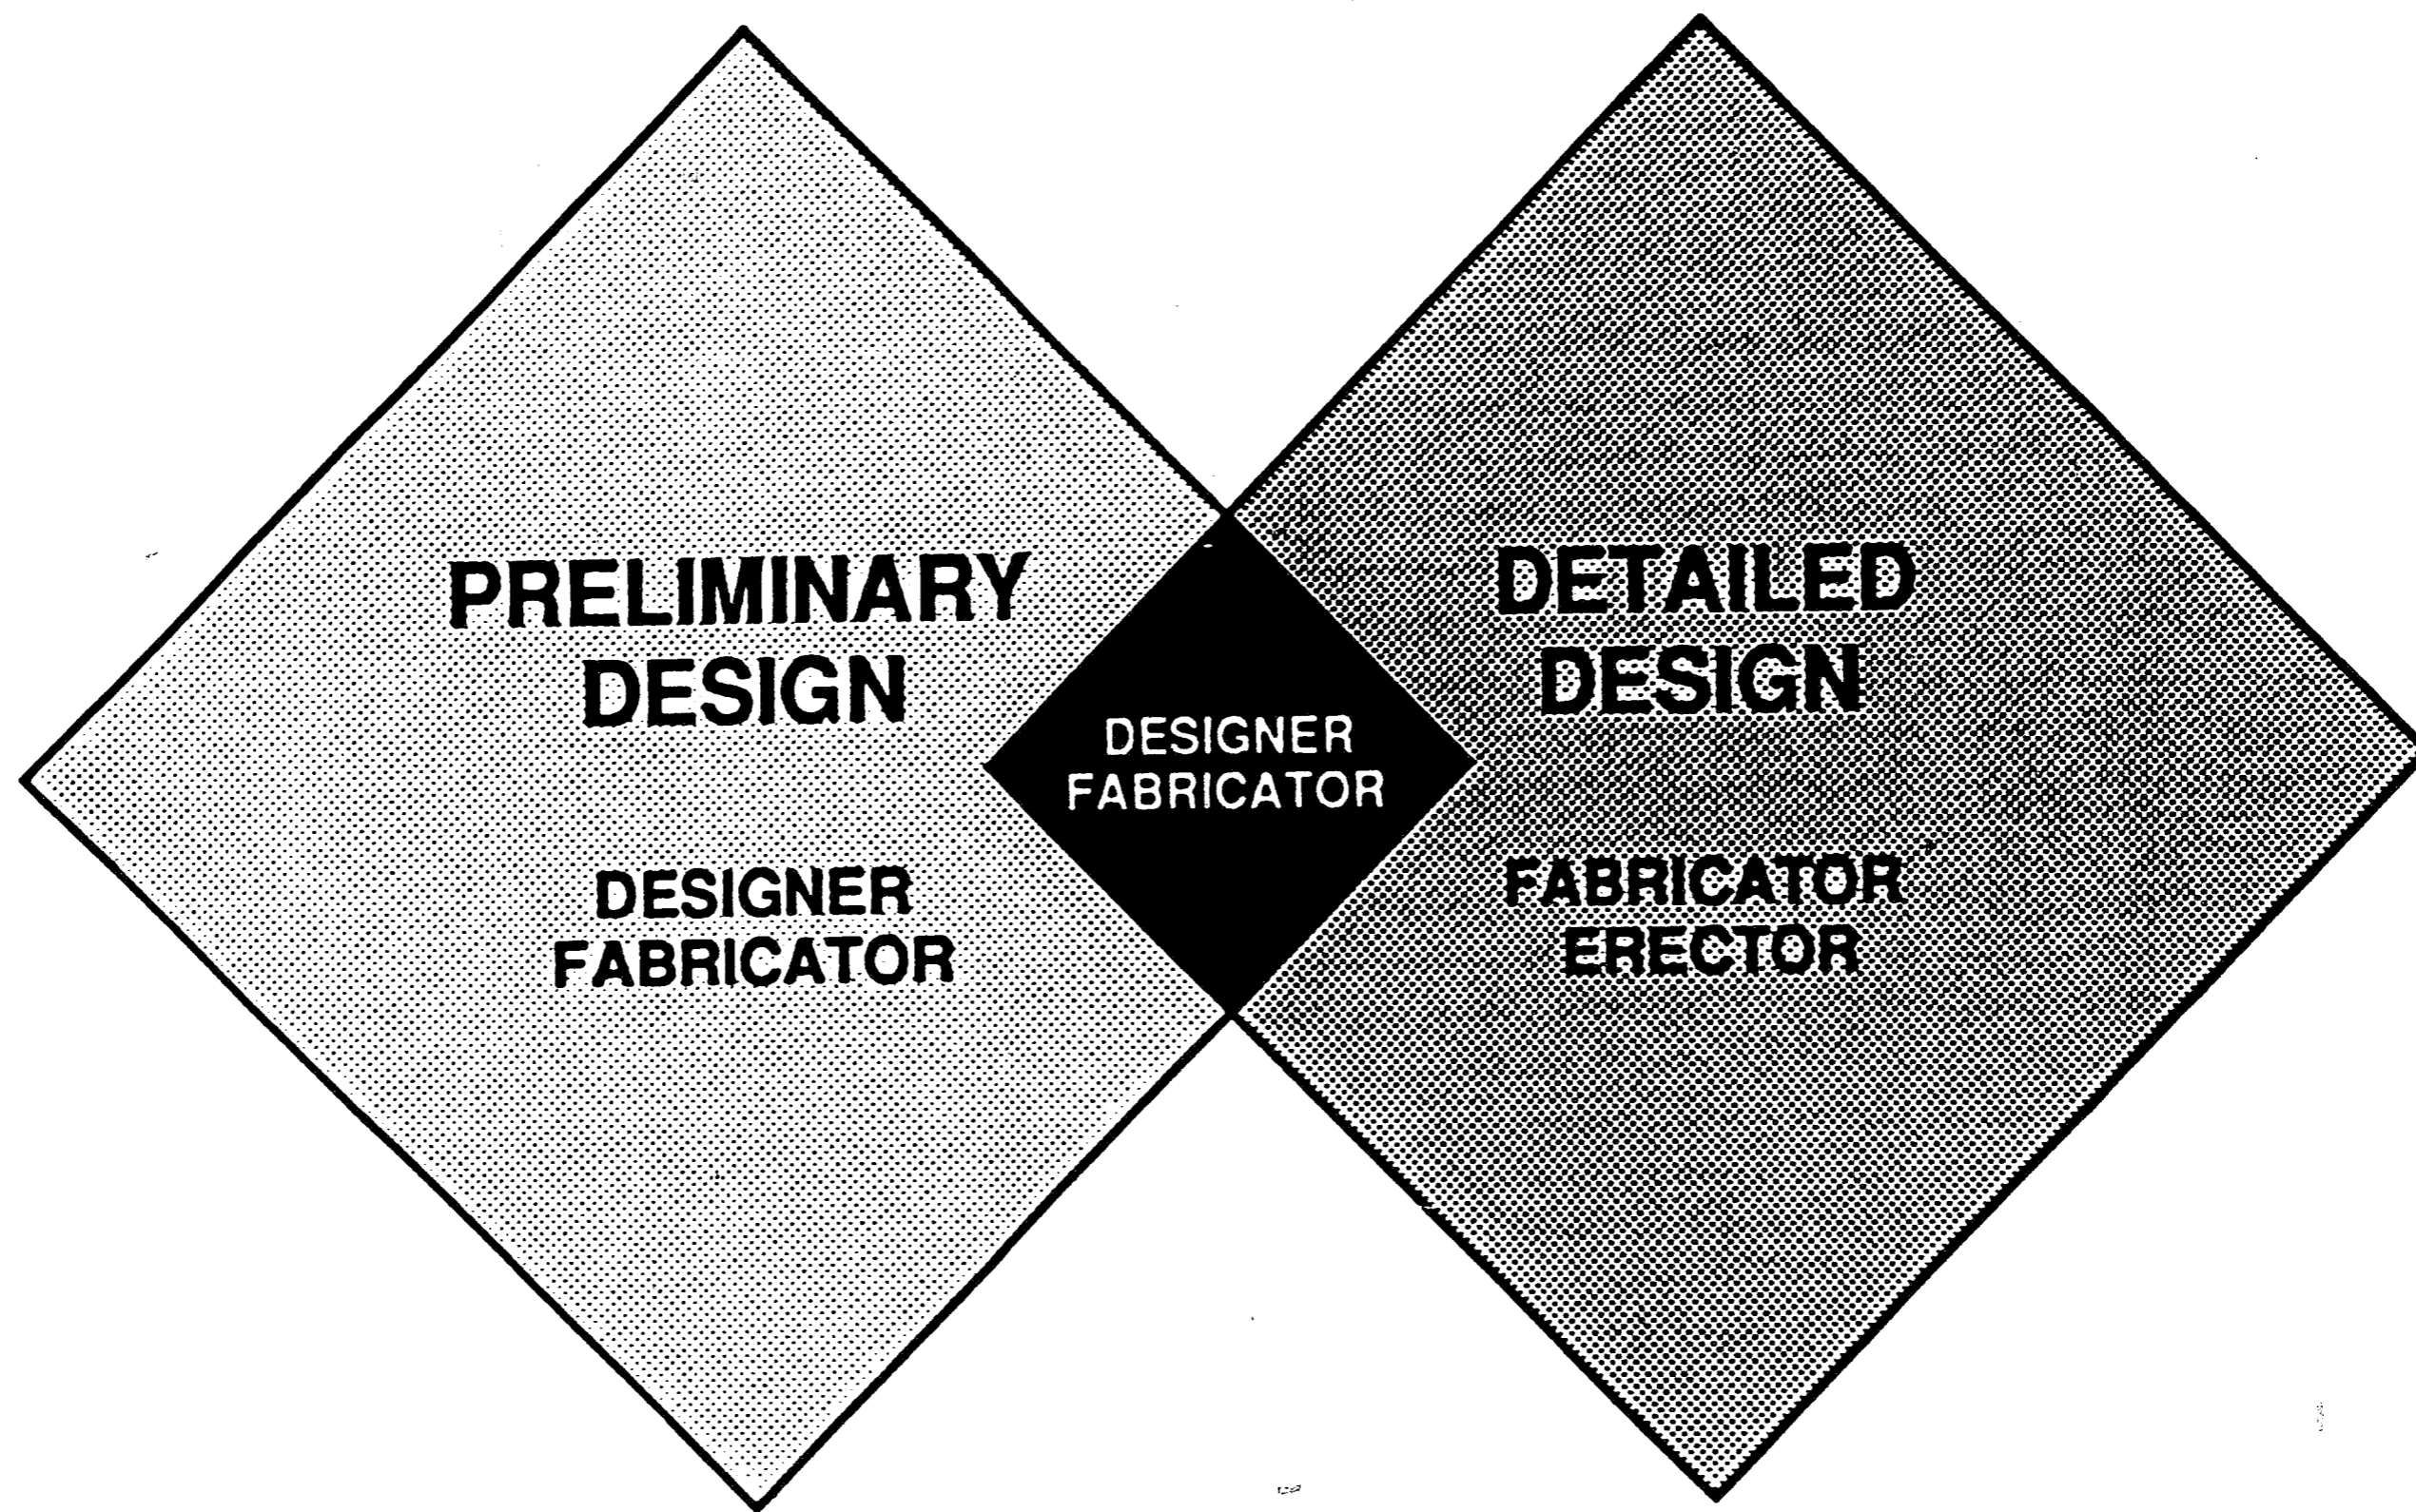 PRELIMINARY
DESIGN
DESIGNER
FABRICATOR
DESIGNER
FABRICATOR
DETAILED
DESIGN
FABRICATOR
ERECTOR